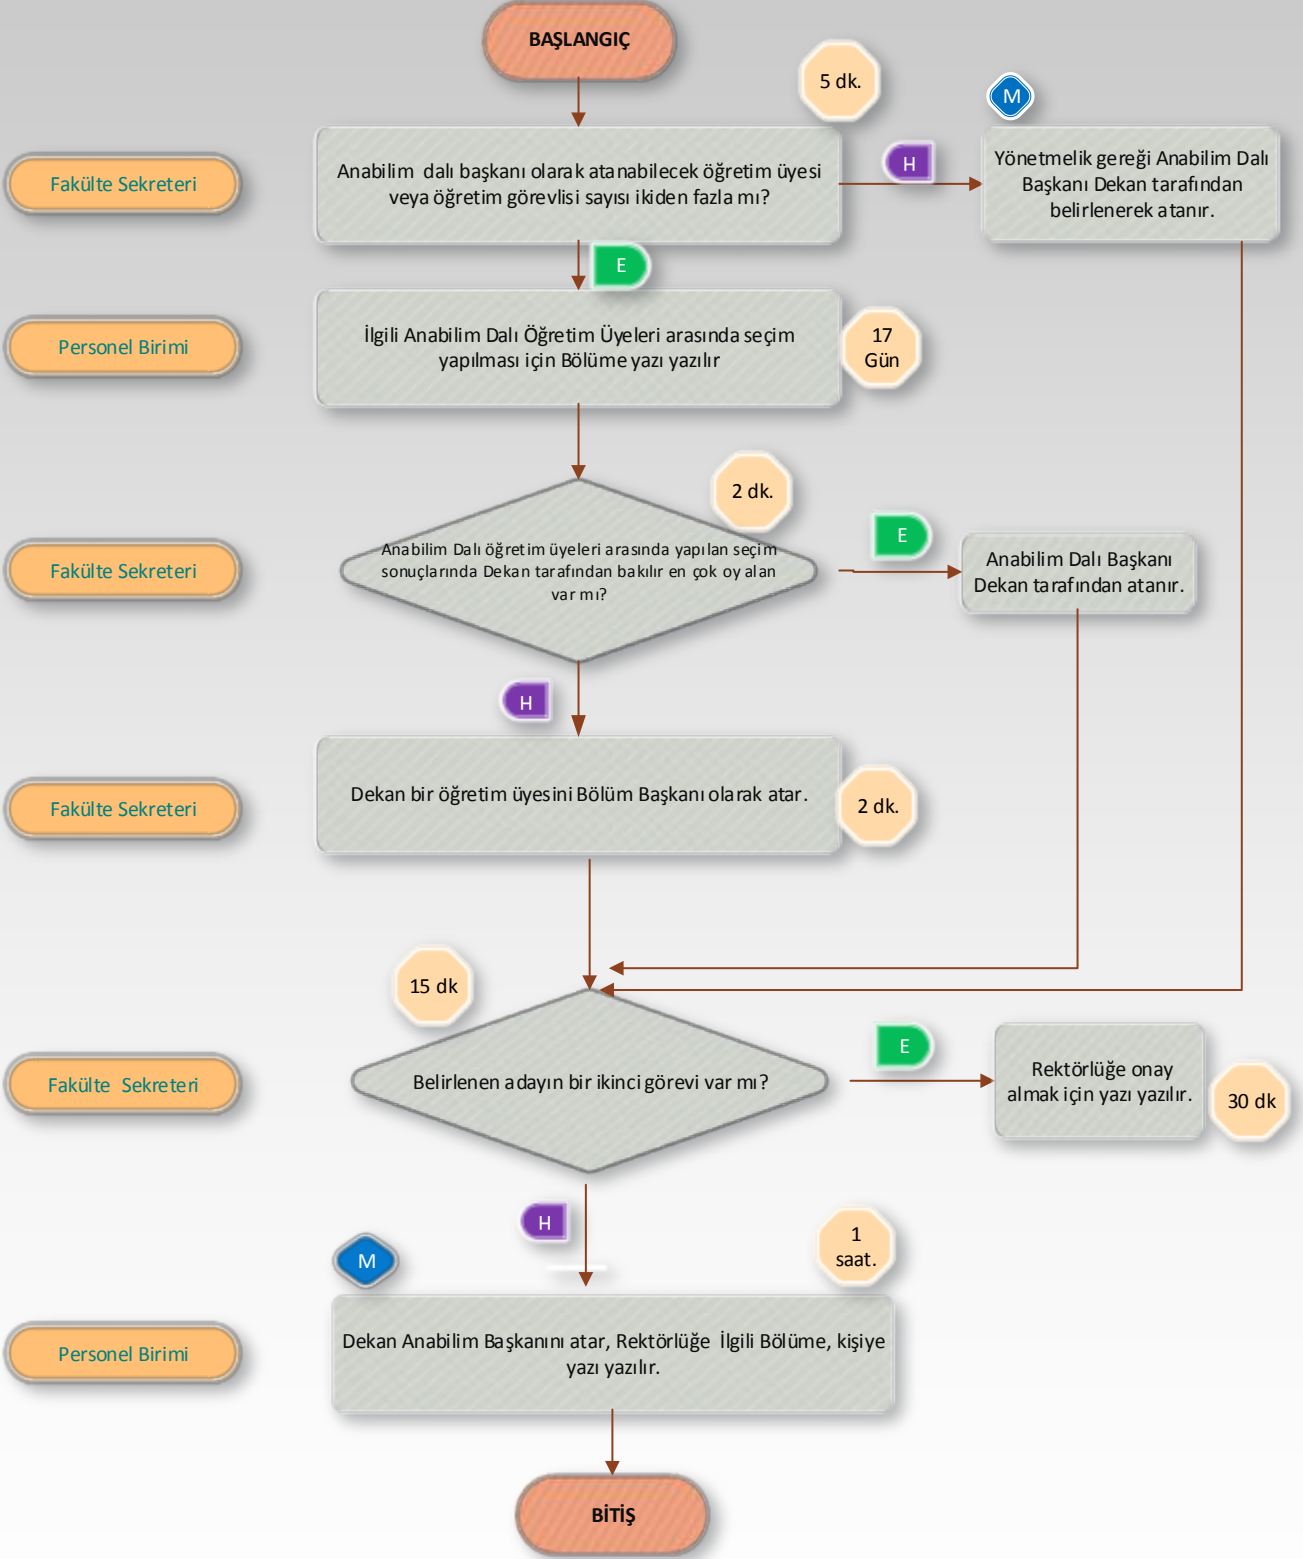 BAŞLANGIÇ
5 dk.
M
Fakülte Sekreteri
Anabilim dalı başkanı olarak atanabilecek öğretim üyesi
veya öğretim görevlisi sayısı ikiden fazla mı?
H
Yönetmelik gereği Anabilim Dalı
Başkanı Dekan tarafından
belirlenerek atanır.
E
Personel Birimi
İlgili Anabilim Dalı Öğretim Üyeleri arasında seçim
yapılması için Bölüme yazı yazılır
17
Gün
2 dk.
Fakülte Sekreteri
Anabilim Dalı öğretim üyeleri arasında yapılan seçim
sonuçlarında Dekan tarafından bakılır en çok oy alan
var mı?
E
Anabilim Dalı Başkanı
Dekan tarafından atanır.
H
Fakülte Sekreteri
Dekan bir öğretim üyesini Bölüm Başkanı olarak atar.
2 dk.
15 dk
Fakülte Sekreteri
Belirlenen adayın bir ikinci görevi var mı?
E
Rektörlüğe onay
almak için yazı yazılır.
30 dk
H
M
1
saat.
Personel Birimi
Dekan Anabilim Başkanını atar, Rektörlüğe İlgili Bölüme, kişiye
yazı yazılır.
BİTİŞ